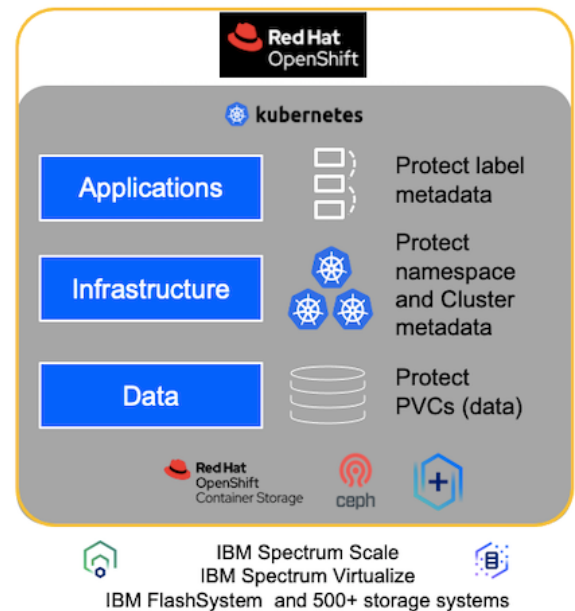 Red Hat
OpenShift
kubernetes
Applications
Protect label
metadata
Infrastructure
Protect
namespace
and Cluster
metadata
Data
Protect
PVCs (data)
Red Hat
OpenShift
Container Storage
ceph
IBM Spectrum Scale
IBM Spectrum Virtualize
IBM FlashSystem and 500+ storage systems